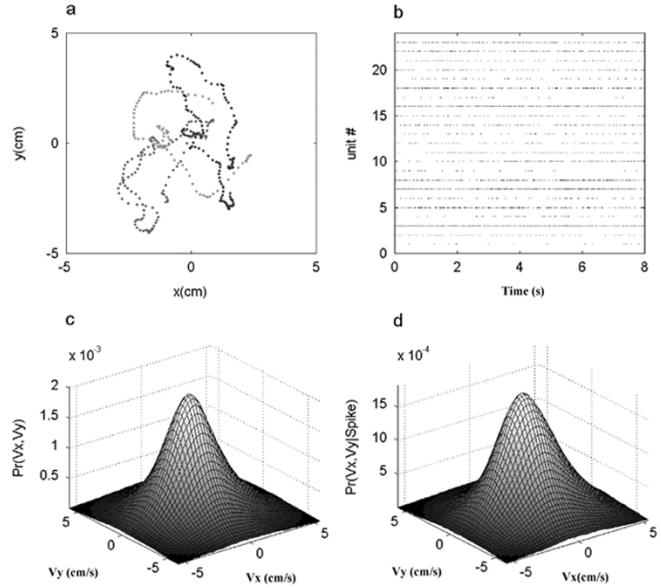 a
5
0
-5
y(cm)
-5
0
5
x(cm)
b
20
15
10
5
0
unit #
0
2
4
6
8
Time (s)
c
x 10⁻³
2
1.5
1
0.5
Pr(Vx,Vy)
5
0
-5
Vy (cm/s)
-5
0
5
Vx (cm/s)
d
x 10⁻⁴
15
10
5
Pr(Vx,Vy|Spike)
5
0
-5
Vy (cm/s)
-5
0
5
Vx(cm/s)